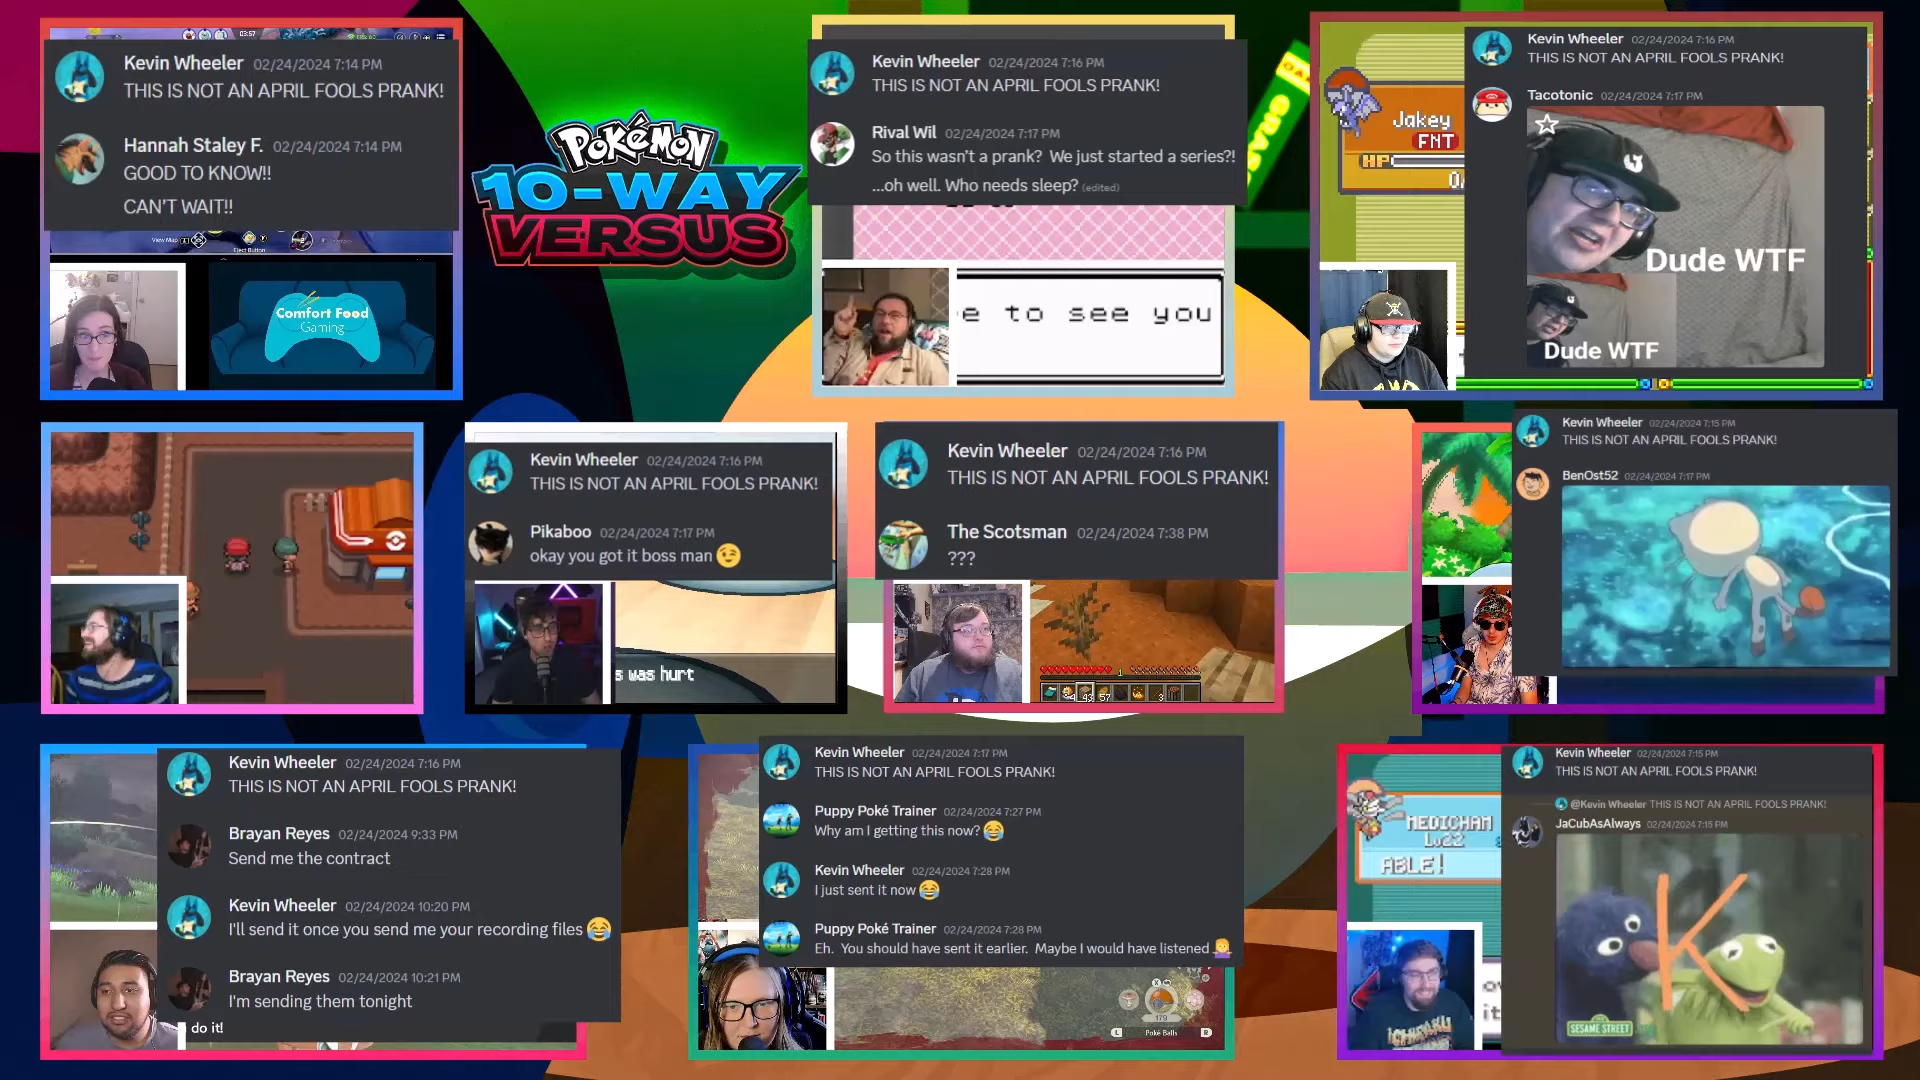 03:57
Kevin Wheeler 02/24/2024 7:14 PM
THIS IS NOT AN APRIL FOOLS PRANK!
Hannah Staley F. 02/24/2024 7:14 PM
GOOD TO KNOW!!
CAN'T WAIT!!
View Map
Eject Button
Comfort Food
Gaming
POKéMON
10-WAY
VERSUS
Kevin Wheeler 02/24/2024 7:16 PM
THIS IS NOT AN APRIL FOOLS PRANK!
Rival Wil 02/24/2024 7:17 PM
So this wasn't a prank? We just started a series?!
...oh well. Who needs sleep? (edited)
e to see you
Jakey
FNT
HP
Kevin Wheeler 02/24/2024 7:16 PM
THIS IS NOT AN APRIL FOOLS PRANK!
Tacotonic 02/24/2024 7:17 PM
Dude WTF
Dude WTF
Kevin Wheeler 02/24/2024 7:16 PM
THIS IS NOT AN APRIL FOOLS PRANK!
Pikaboo 02/24/2024 7:17 PM
okay you got it boss man 😉
s was hurt
Kevin Wheeler 02/24/2024 7:16 PM
THIS IS NOT AN APRIL FOOLS PRANK!
The Scotsman 02/24/2024 7:38 PM
???
1
43 57 3
Kevin Wheeler 02/24/2024 7:15 PM
THIS IS NOT AN APRIL FOOLS PRANK!
BenOst52 02/24/2024 7:17 PM
Kevin Wheeler 02/24/2024 7:16 PM
THIS IS NOT AN APRIL FOOLS PRANK!
Brayan Reyes 02/24/2024 9:33 PM
Send me the contract
Kevin Wheeler 02/24/2024 10:20 PM
I'll send it once you send me your recording files 😂
Brayan Reyes 02/24/2024 10:21 PM
I'm sending them tonight
do it!
Kevin Wheeler 02/24/2024 7:17 PM
THIS IS NOT AN APRIL FOOLS PRANK!
Puppy Poké Trainer 02/24/2024 7:27 PM
Why am I getting this now? 😂
Kevin Wheeler 02/24/2024 7:28 PM
I just sent it now 😂
Puppy Poké Trainer 02/24/2024 7:28 PM
Eh. You should have sent it earlier. Maybe I would have listened 🤷‍♀️
179
L Poké Balls R
MEDICHAM
Lv22
ABLE!
Kevin Wheeler 02/24/2024 7:15 PM
THIS IS NOT AN APRIL FOOLS PRANK!
@Kevin Wheeler THIS IS NOT AN APRIL FOOLS PRANK!
JaCubAsAlways 02/24/2024 7:15 PM
K
SESAME STREET